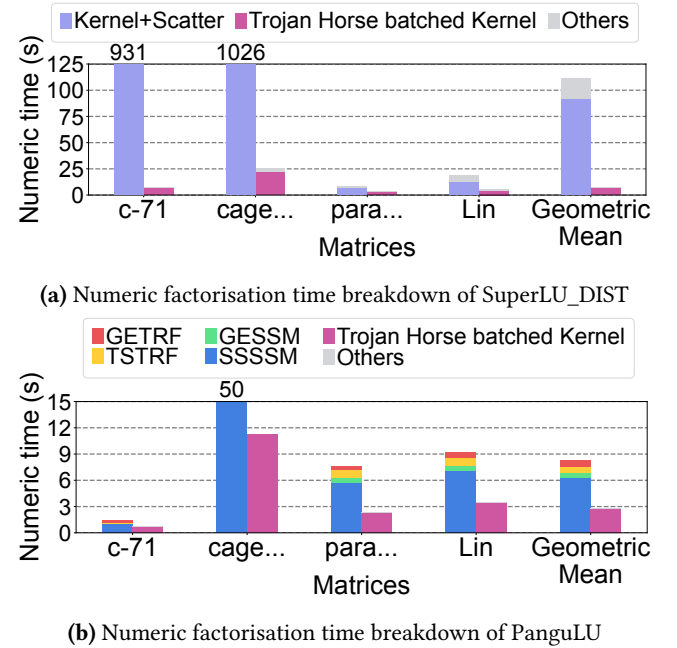 Kernel+Scatter Trojan Horse batched Kernel Others
931 1026
Numeric time (s)
125
100
75
50
25
0
c-71 cage... para... Lin Geometric Mean
Matrices
(a) Numeric factorisation time breakdown of SuperLU_DIST
GETRF GESSM Trojan Horse batched Kernel
TSTRF SSSSM Others
50
Numeric time (s)
15
12
9
6
3
0
c-71 cage... para... Lin Geometric Mean
Matrices
(b) Numeric factorisation time breakdown of PanguLU